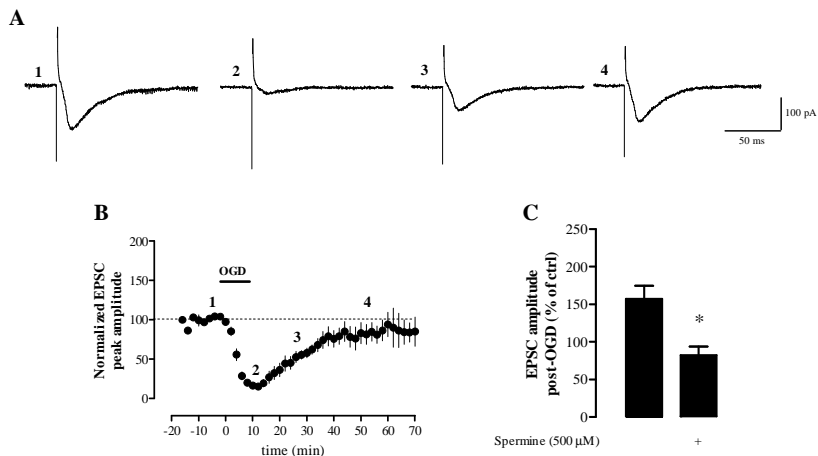 A
1
2
3
4
100 pA
50 ms
B
Normalized EPSC
peak amplitude
200
150
100
50
0
OGD
1
2
3
4
-20 -10 0 10 20 30 40 50 60 70
time (min)
C
EPSC amplitude
post-OGD (% of ctrl)
250
200
150
100
50
0
*
Spermine (500 µM) +